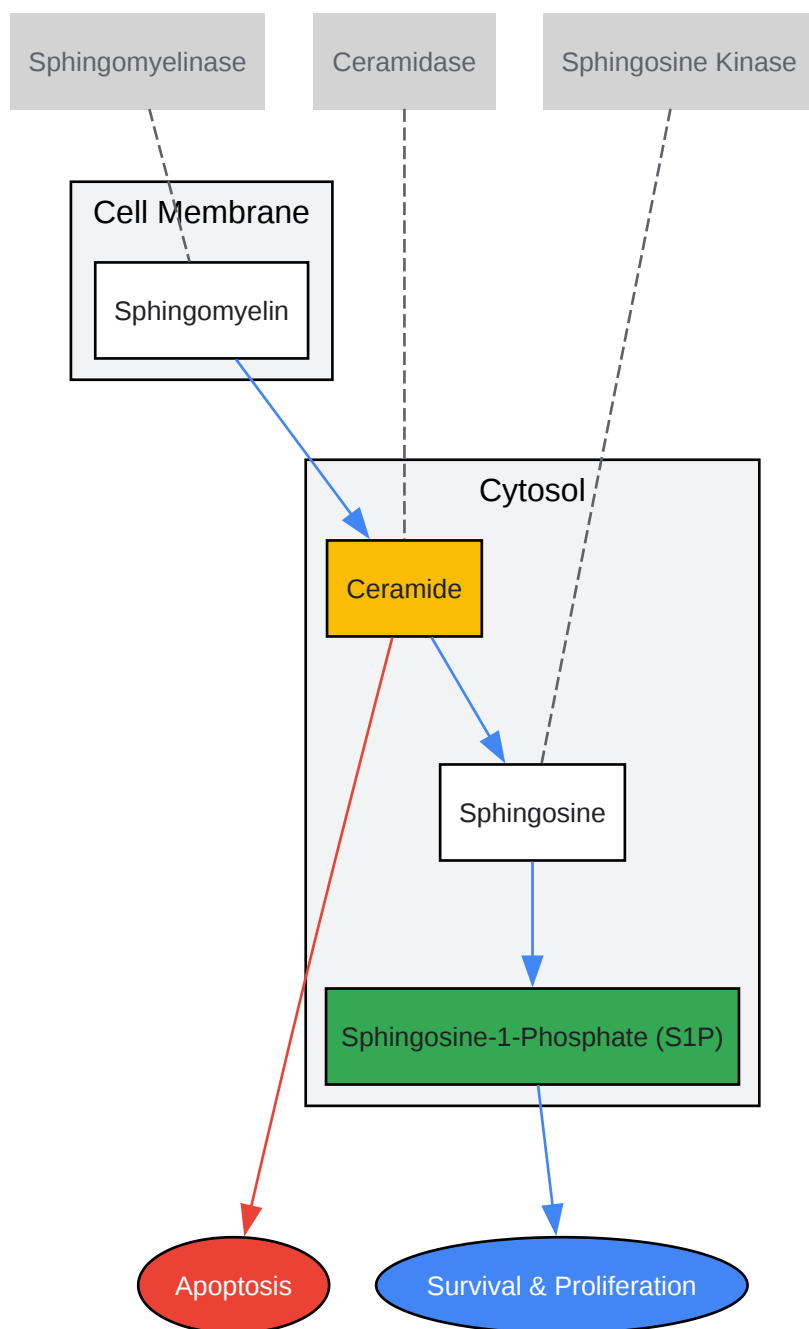 Sphingomyelinase
Ceramidase
Sphingosine Kinase
Cell Membrane
Sphingomyelin
Cytosol
Ceramide
Sphingosine
Sphingosine-1-Phosphate (S1P)
Apoptosis
Survival & Proliferation